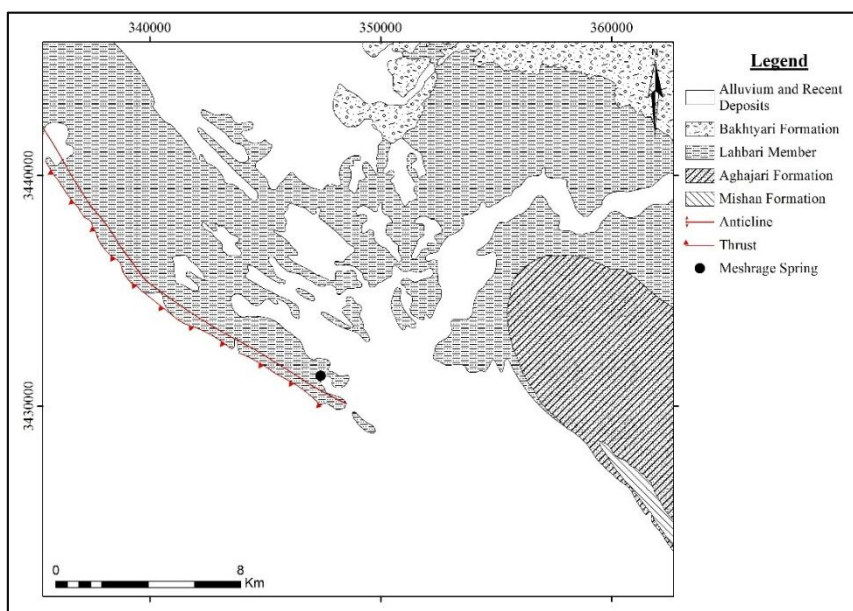 340000 350000 360000
N
3440000
3430000
Legend
Alluvium and Recent
Deposits
Bakhtyari Formation
Lahbari Member
Aghajari Formation
Mishan Formation
Anticline
Thrust
Meshrage Spring
0 8
Km